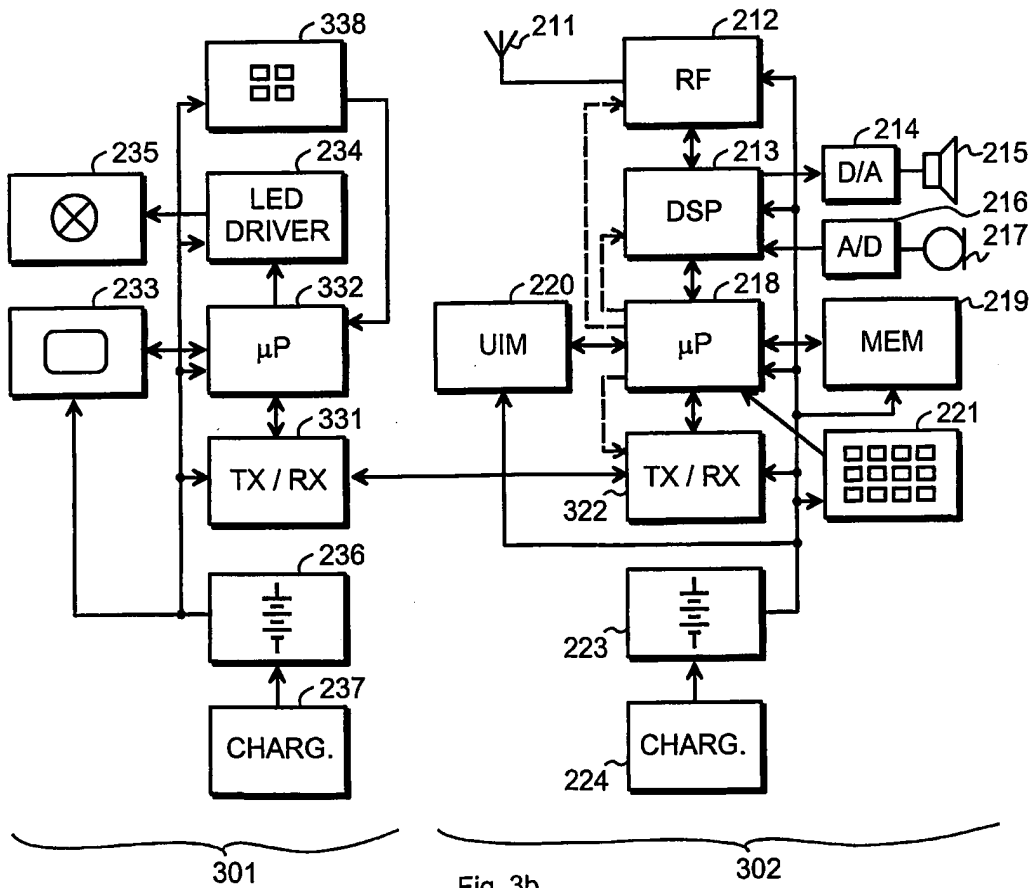 338
235
234
LED
DRIVER
233
332
µP
331
TX / RX
236
237
CHARG.
301
211
212
RF
213
DSP
214
D/A
215
216
A/D
217
220
UIM
218
µP
219
MEM
221
322
TX / RX
223
224
CHARG.
302
Fig. 3b